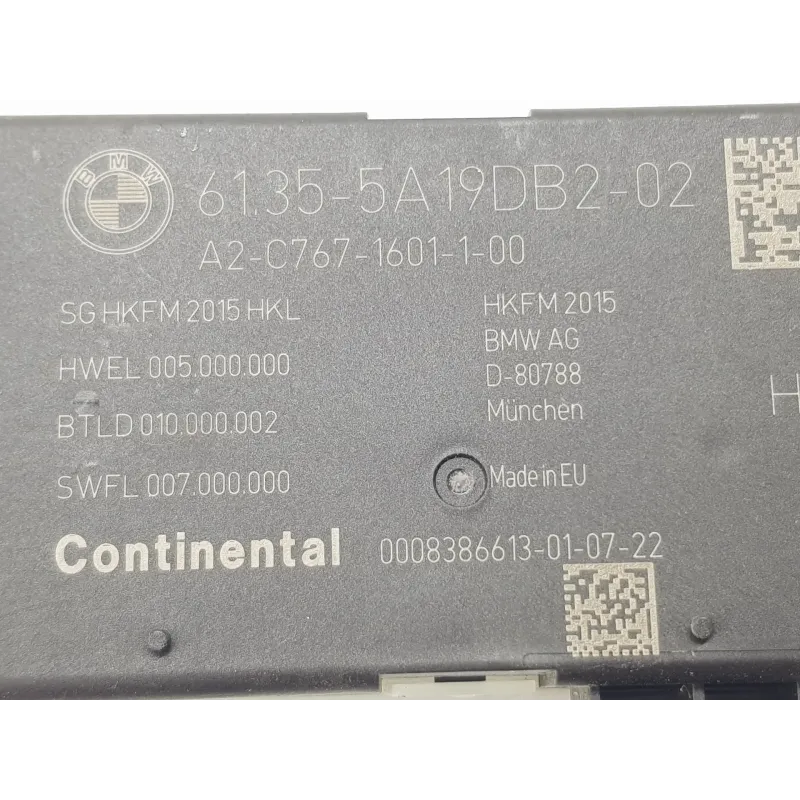 BMW
61.35-5A19DB2-02
A2-C767-1601-1-00
SG HKFM 2015 HKL
HWEL 005.000.000
BTLD 010.000.002
SWFL 007.000.000
HKFM 2015
BMW AG
D-80788
München
Made in EU
H
Continental 0008386613-01-07-22